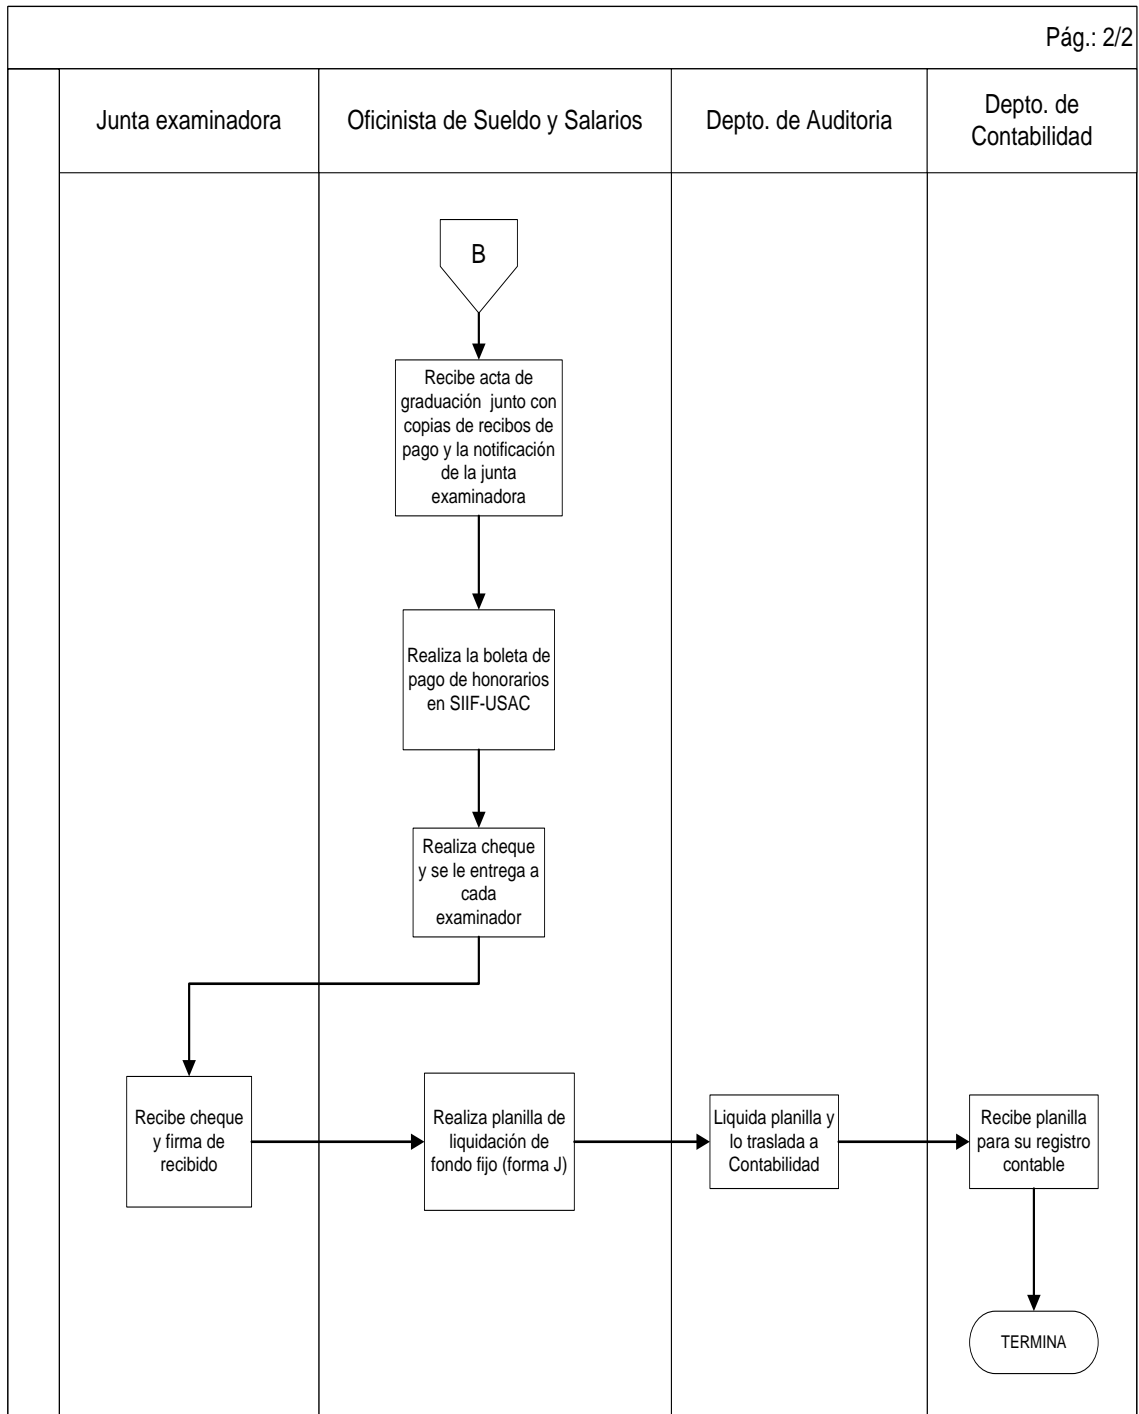 Pág.: 2/2
Junta examinadora
Oficinista de Sueldo y Salarios
Depto. de Auditoria
Depto. de
Contabilidad
B
Recibe acta de
graduación junto con
copias de recibos de
pago y la notificación
de la junta
examinadora
Realiza la boleta de
pago de honorarios
en SIIF-USAC
Realiza cheque
y se le entrega a
cada
examinador
Recibe cheque
y firma de
recibido
Realiza planilla de
liquidación de
fondo fijo (forma J)
Liquida planilla y
lo traslada a
Contabilidad
Recibe planilla
para su registro
contable
TERMINA